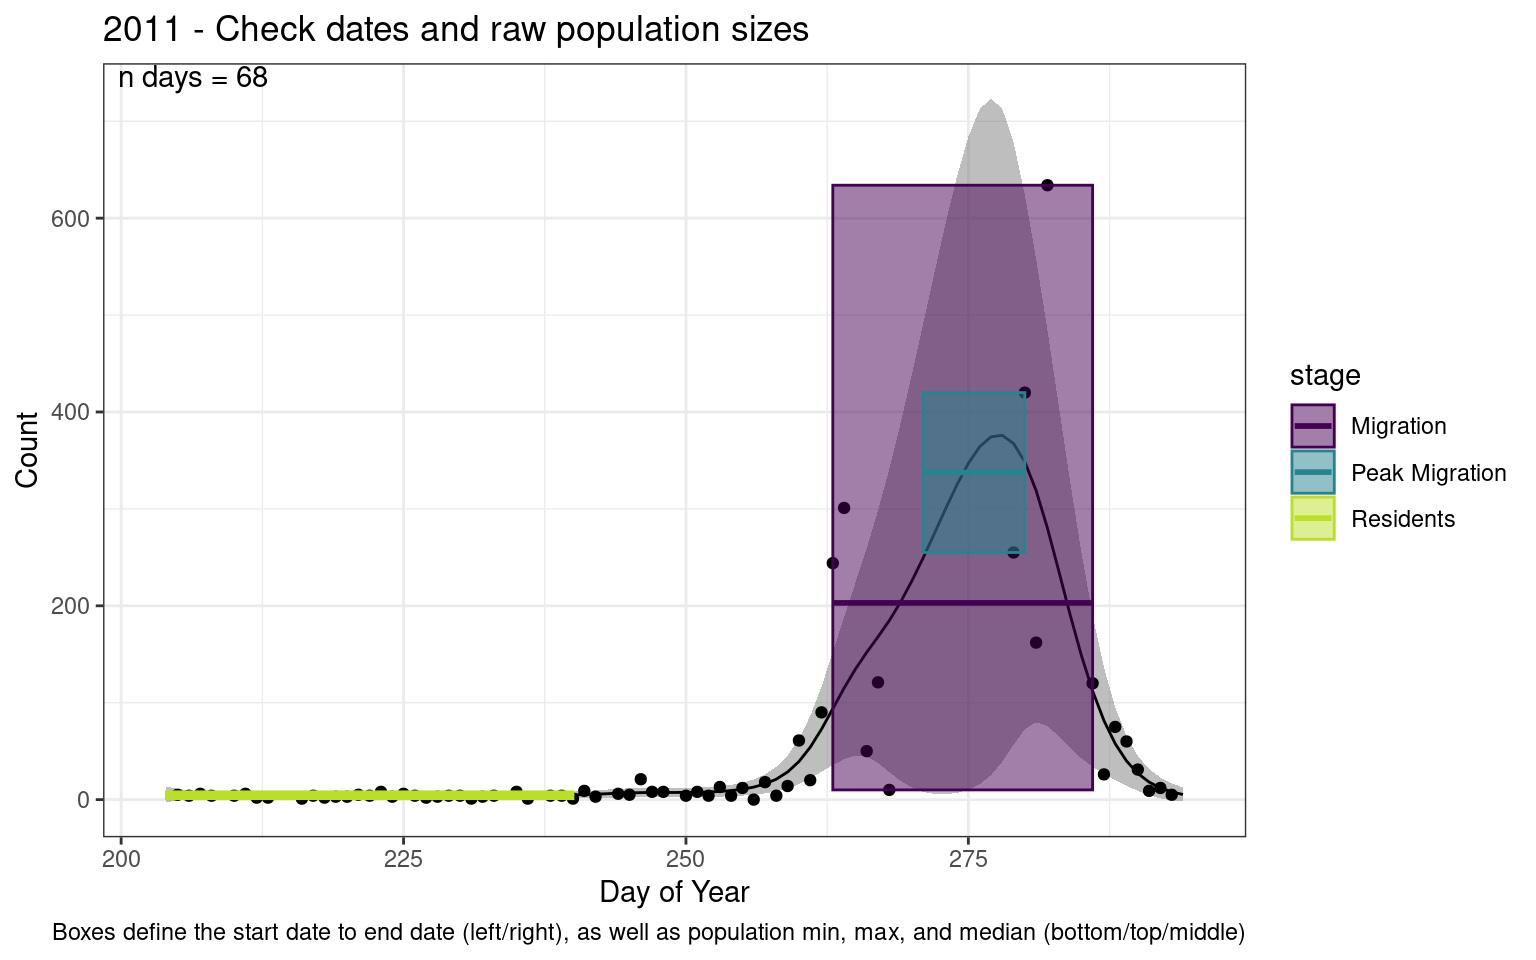 2011 - Check dates and raw population sizes
n days = 68
600
400
200
0
Count
200 225 250 275
Day of Year
stage
Migration
Peak Migration
Residents
Boxes define the start date to end date (left/right), as well as population min, max, and median (bottom/top/middle)